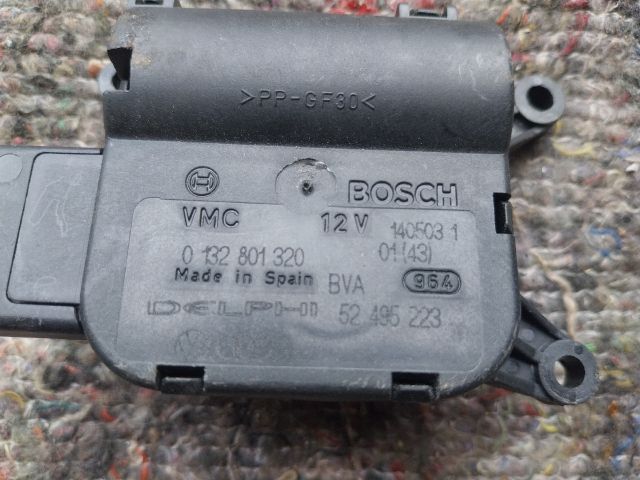 >PP-GF30<
BOSCH
VMC 12 V 140503 1
0 132 801 320 01(43)
Made in Spain BVA 964
DELPHI 52 495 223